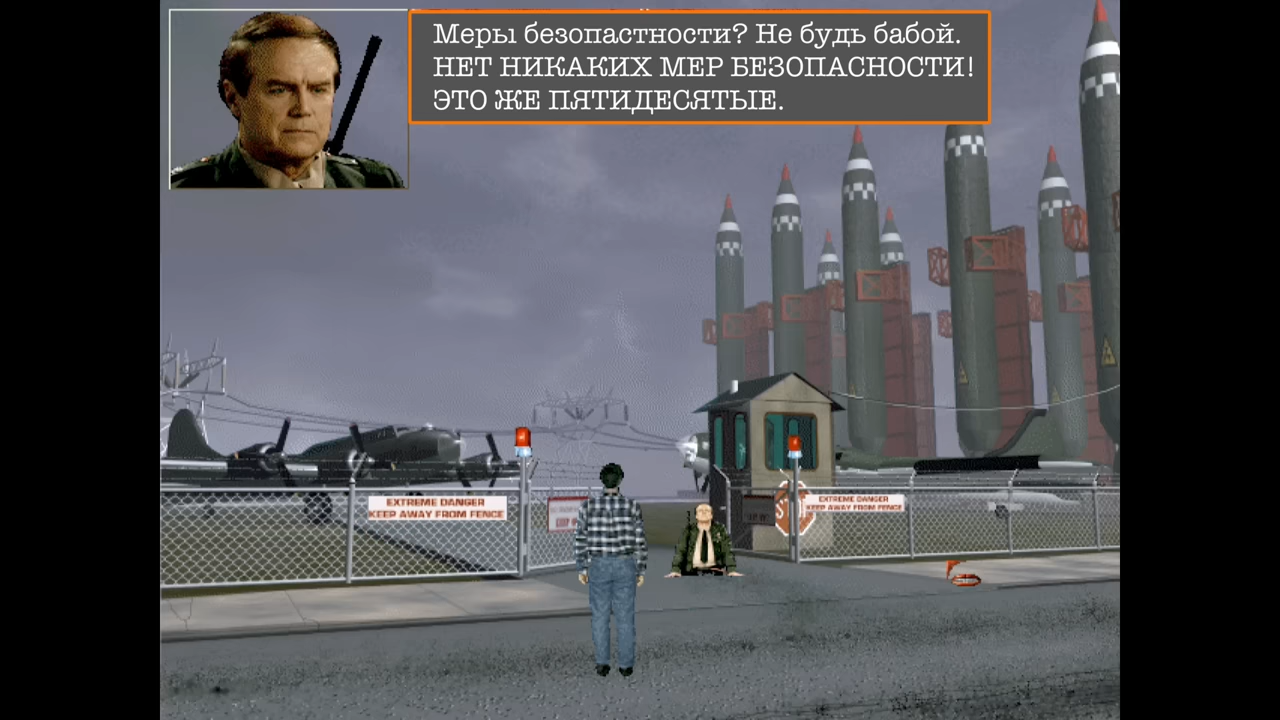 Меры безопастности? Не будь бабой.
НЕТ НИКАКИХ МЕР БЕЗОПАСНОСТИ!
ЭТО ЖЕ ПЯТИДЕСЯТЫЕ.
EXTREME DANGER
KEEP AWAY FROM FENCE
EXTREME DANGER
KEEP AWAY FROM FENCE